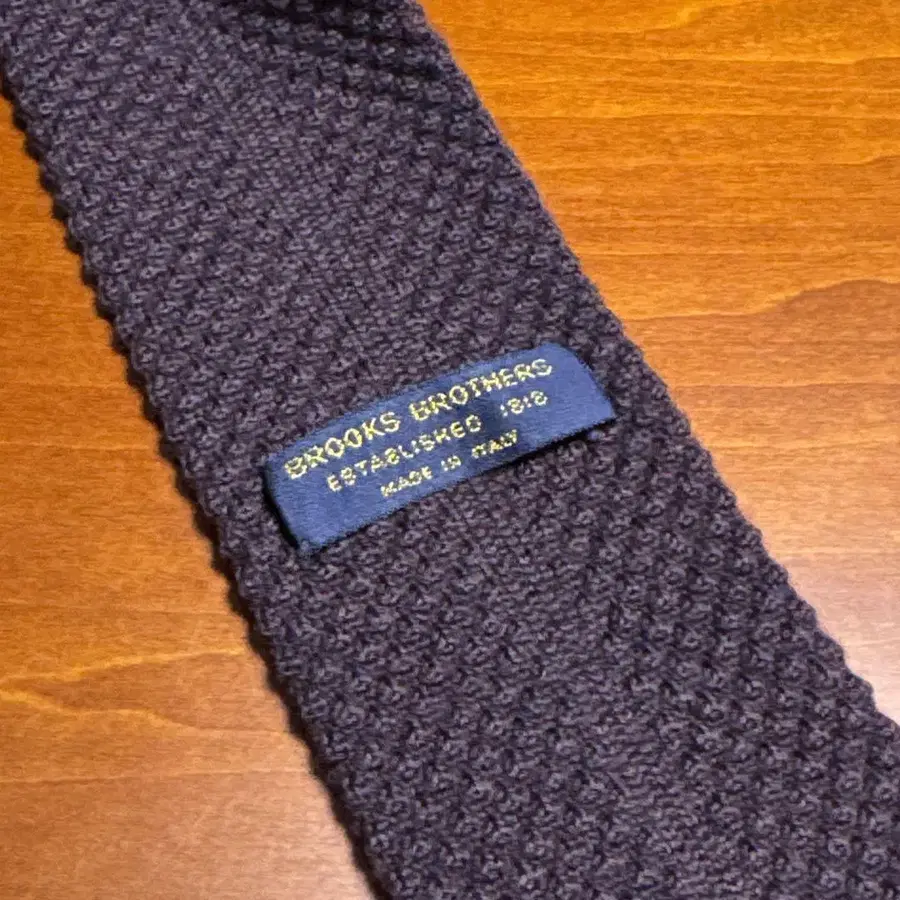 BROOKS BROTHERS
ESTABLISHED 1818
MADE IN ITALY